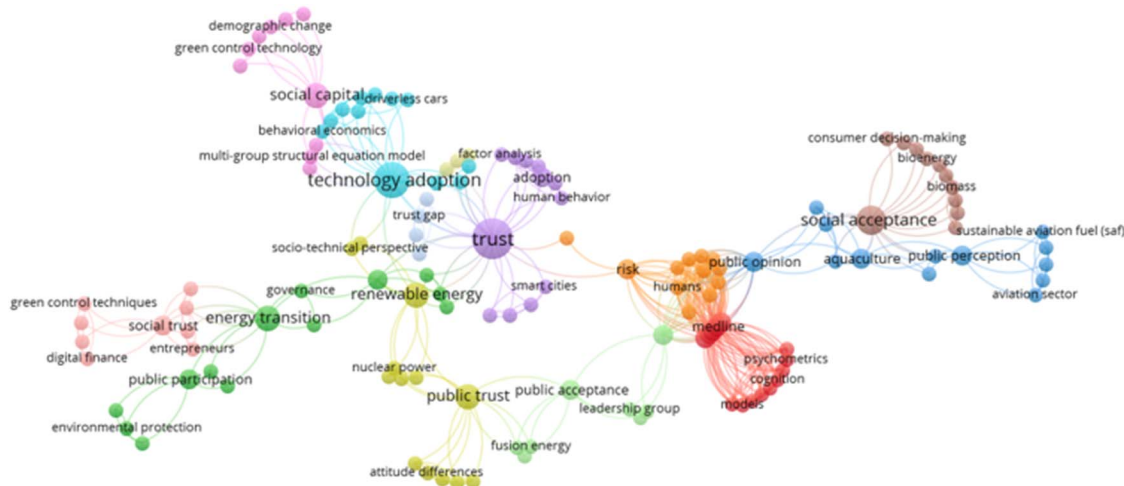 demographic change
green control technology
social capital
driverless cars
behavioral economics
multi-group structural equation model
factor analysis
technology adoption
adoption
human behavior
trust gap
trust
socio-technical perspective
consumer decision-making
bioenergy
biomass
social acceptance
sustainable aviation fuel (saf)
public opinion
aquaculture
public perception
risk
humans
smart cities
aviation sector
governance
renewable energy
green control techniques
social trust
energy transition
medline
entrepreneurs
digital finance
public participation
nuclear power
psychometrics
cognition
public trust
public acceptance
leadership group
models
environmental protection
fusion energy
attitude differences